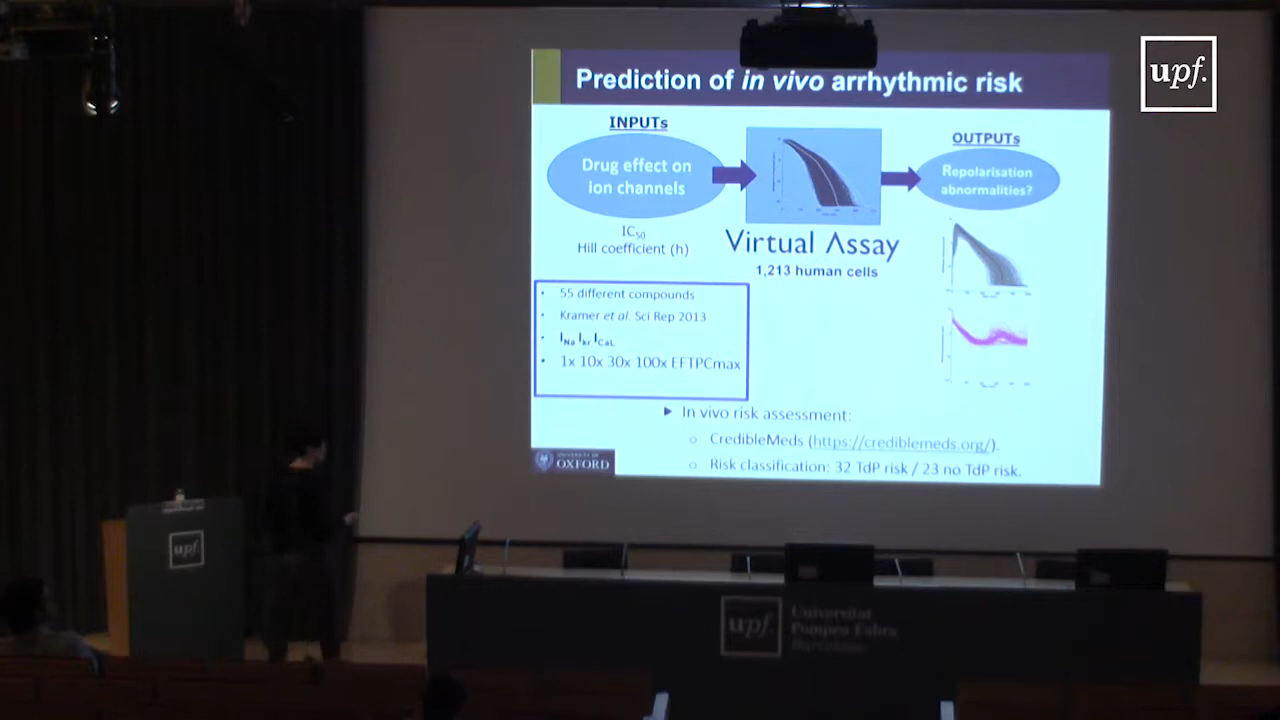 Prediction of in vivo arrhythmic risk
upf.
INPUTs
Drug effect on
ion channels
IC50
Hill coefficient (h)
Virtual Assay
1,213 human cells
OUTPUTs
Repolarisation
abnormalities?
• 55 different compounds
• Kramer et al. Sci Rep 2013
• INa Ikr ICaL
• 1x 10x 30x 100x EFTPCmax
▶ In vivo risk assessment:
○ CredibleMeds (https://crediblemeds.org/).
○ Risk classification: 32 TdP risk / 23 no TdP risk.
UNIVERSITY OF
OXFORD
upf.
upf.
Universitat
Pompeu Fabra
Barcelona